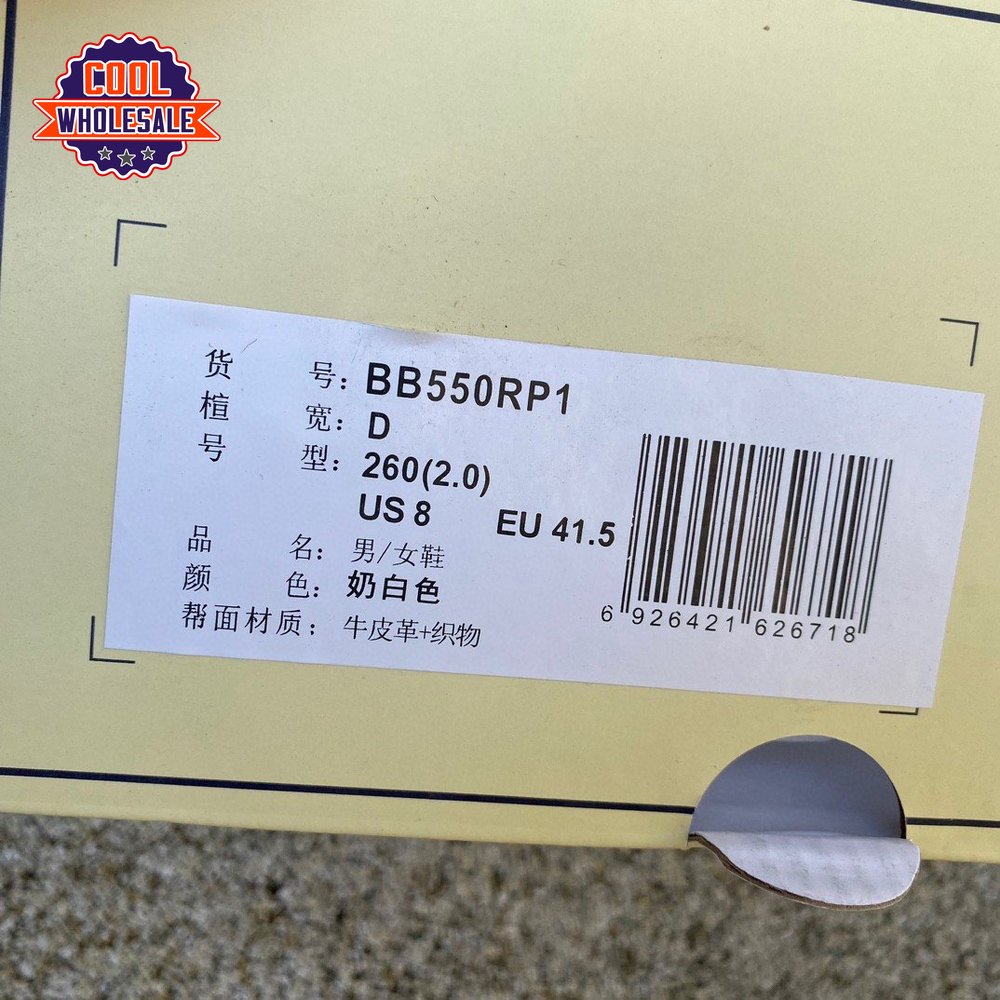 COOL
WHOLESALE
货 号: BB550RP1
楦 宽: D
号 型: 260(2.0)
US 8 EU 41.5
品 名: 男/女鞋
颜 色: 奶白色
帮面材质: 牛皮革+织物
6 926421 626718